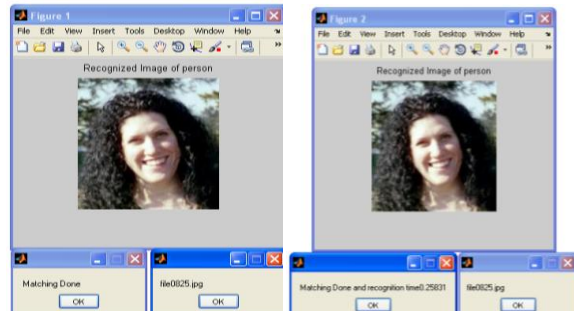 Figure 1
File Edit View Insert Tools Desktop Window Help
Recognized Image of person
Matching Done
OK
file0825.jpg
OK
Figure 2
File Edit View Insert Tools Desktop Window Help
Recognized Image of person
Matching Done and recognition time0.25831
OK
file0825.jpg
OK